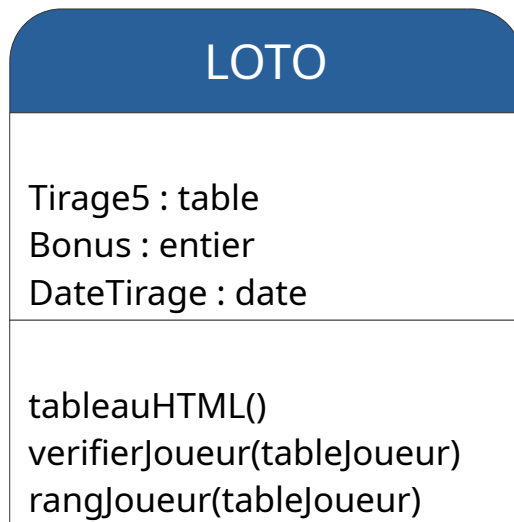 LOTO
Tirage5 : table
Bonus : entier
DateTirage : date
tableauHTML()
verifierJoueur(tableJoueur)
rangJoueur(tableJoueur)